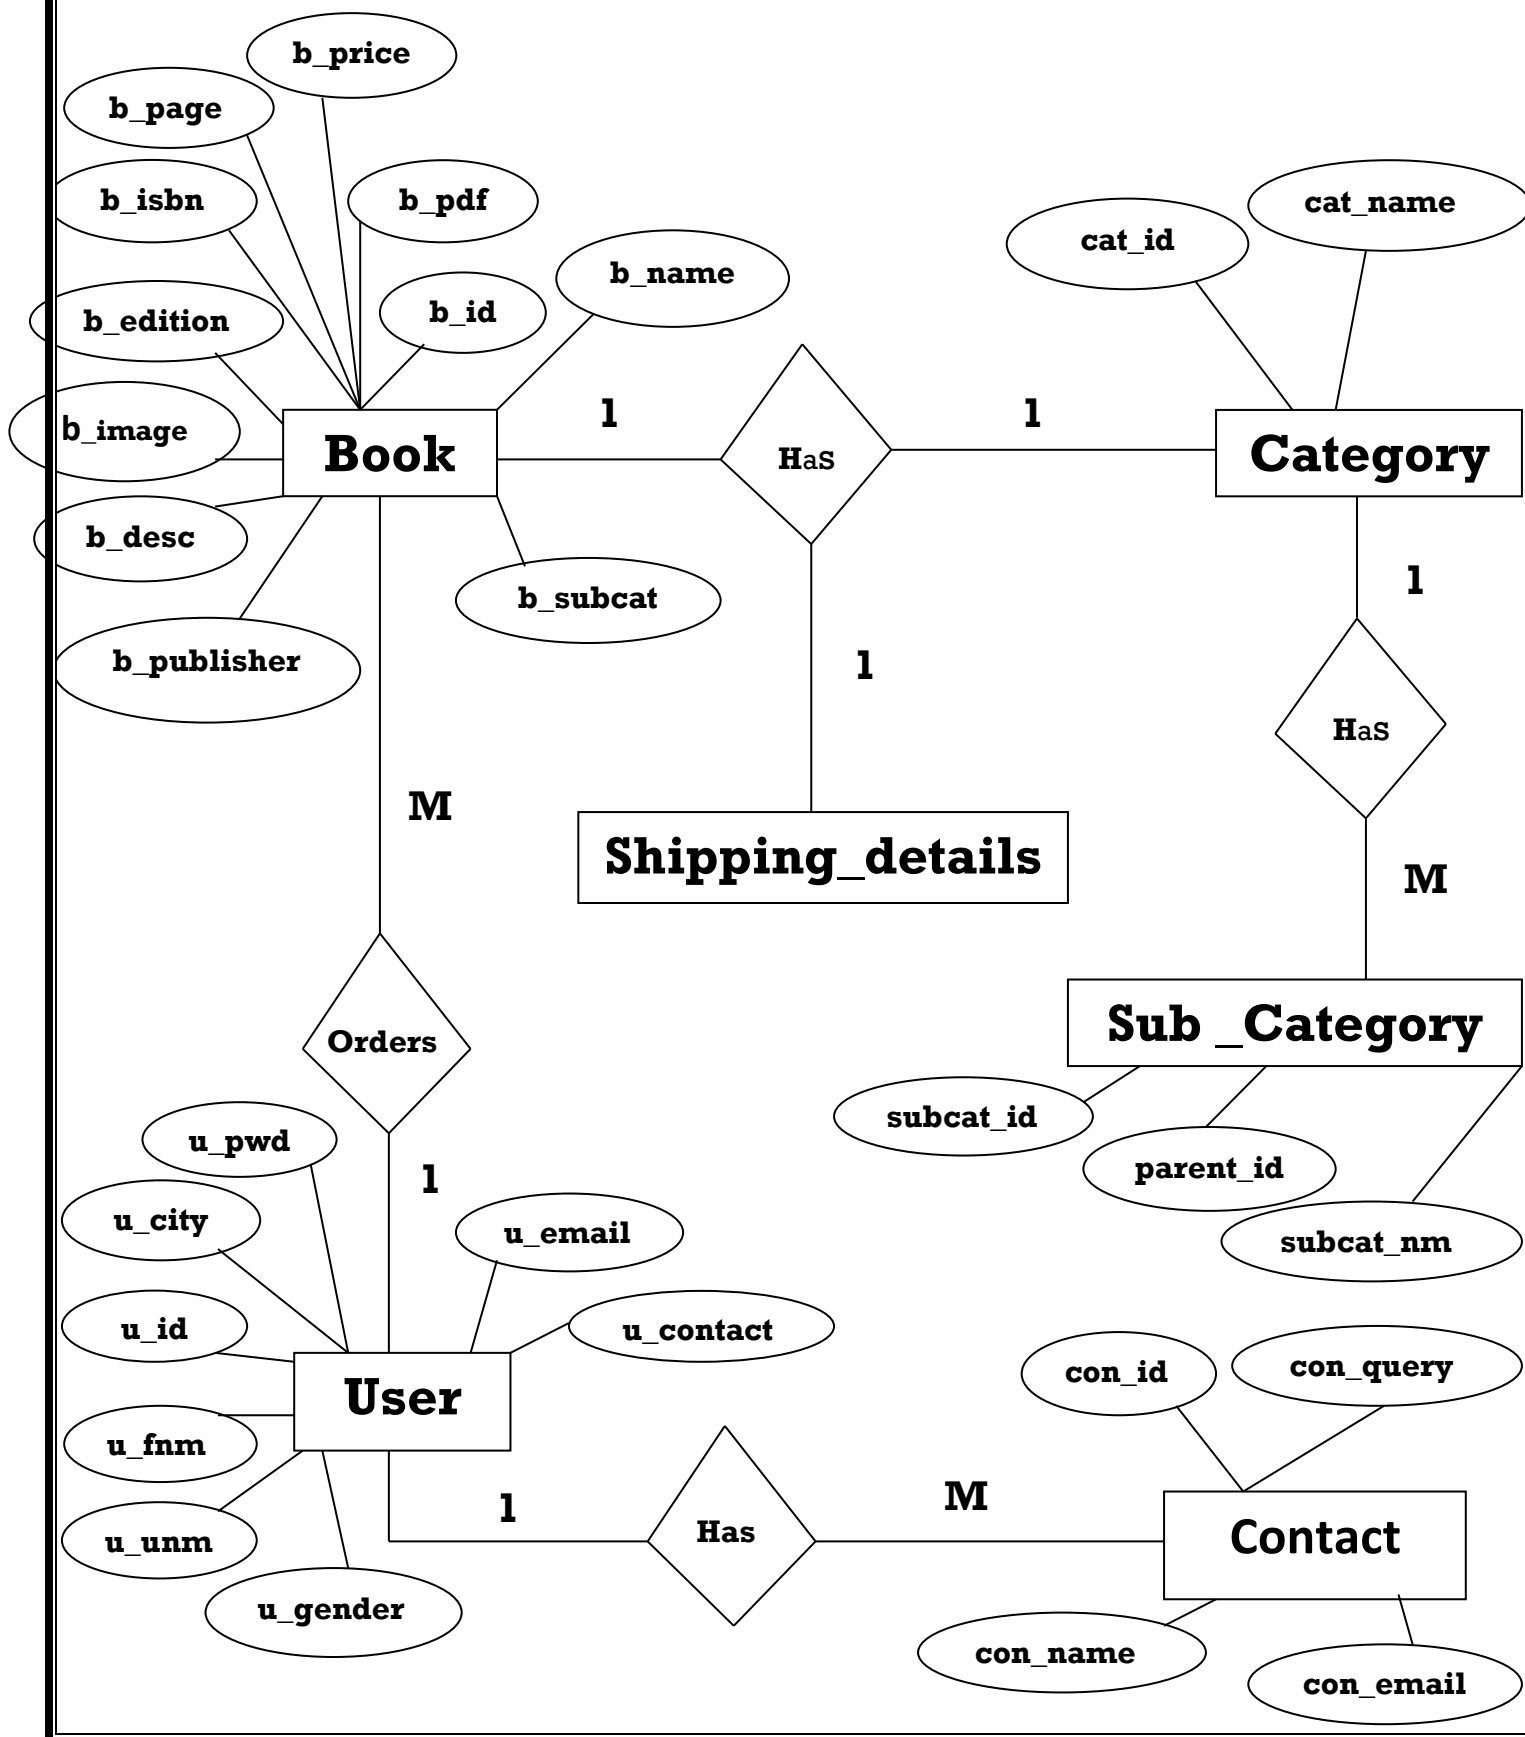 b_price
b_page
b_isbn
b_pdf
cat_name
cat_id
b_name
b_edition
b_id
b_image
Book
1
HaS
1
Category
b_desc
b_subcat
1
b_publisher
1
HaS
M
Shipping_details
M
Orders
Sub _Category
subcat_id
u_pwd
parent_id
1
u_city
u_email
subcat_nm
u_id
u_contact
con_id
con_query
User
u_fnm
1
Has
M
Contact
u_unm
u_gender
con_name
con_email